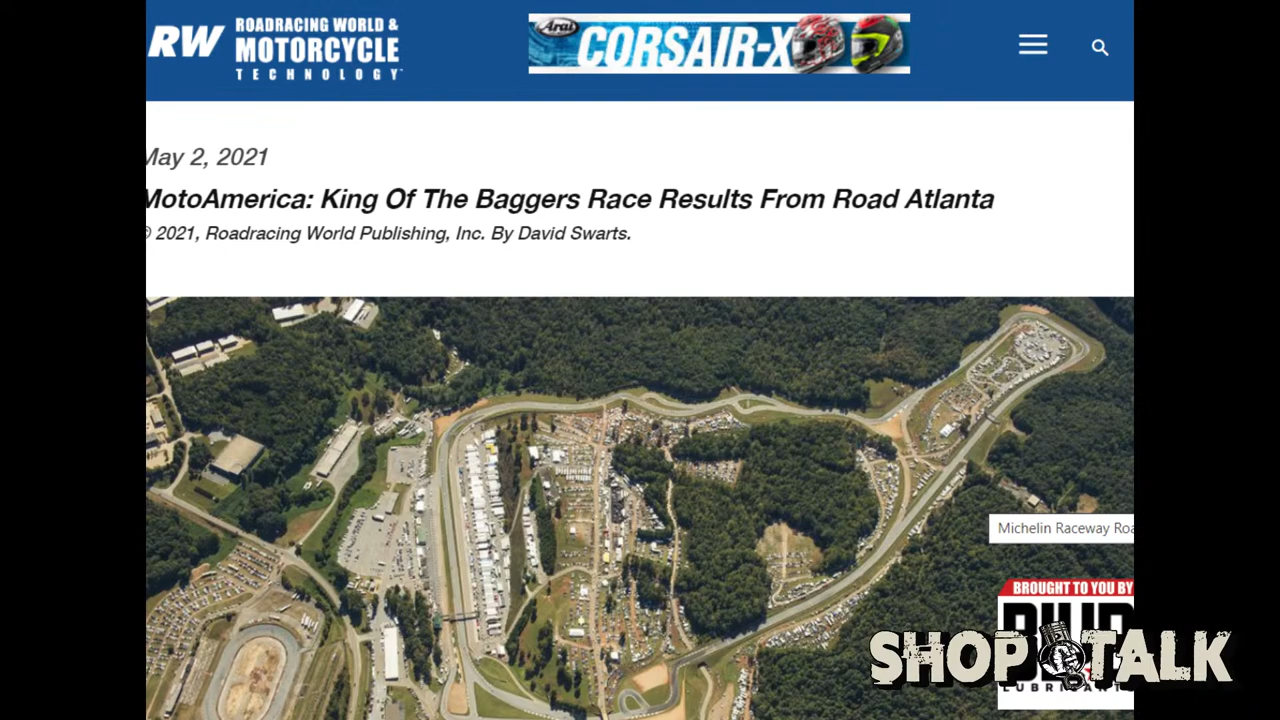 RW ROADRACING WORLD &
MOTORCYCLE
TECHNOLOGY
Arai CORSAIR-X
May 2, 2021
MotoAmerica: King Of The Baggers Race Results From Road Atlanta
© 2021, Roadracing World Publishing, Inc. By David Swarts.
Michelin Raceway Roa
BROUGHT TO YOU BY
SHOP TALK
LUBRICANT